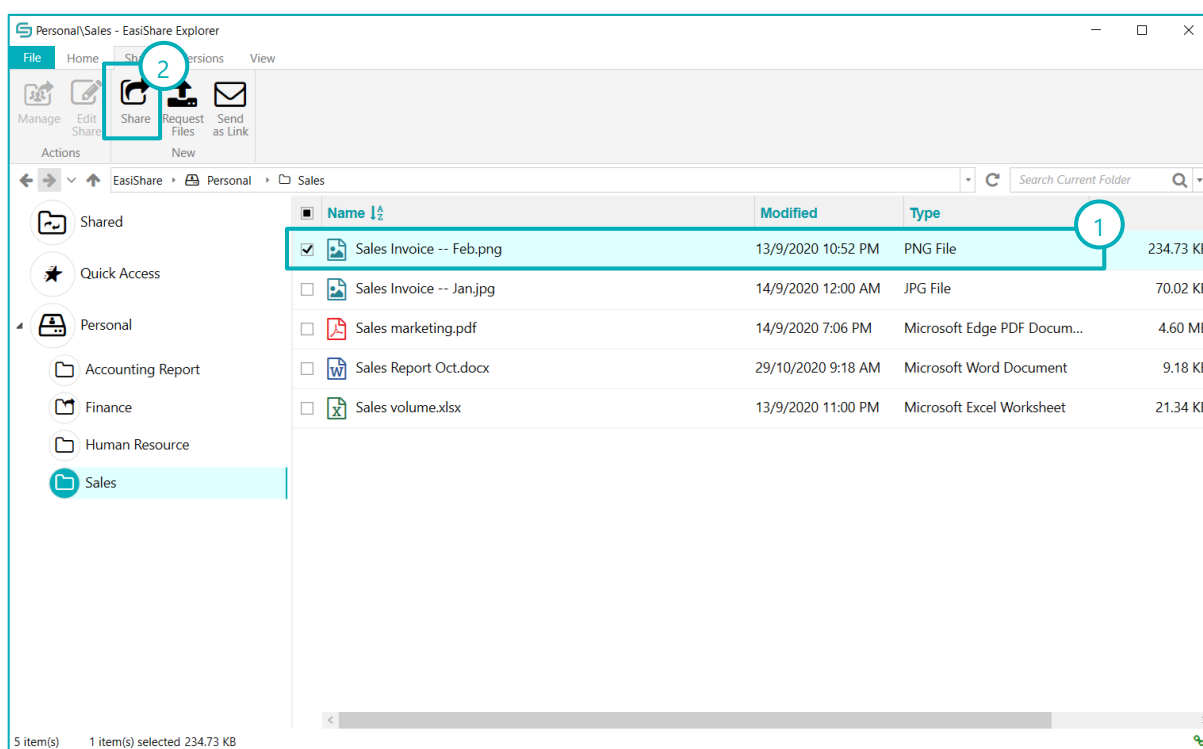 Personal\Sales - EasiShare Explorer
File Home Versions View
2
Manage Edit Share Share Request Files Send as Link
Actions New
EasiShare Personal Sales Search Current Folder
Shared
Quick Access
Personal
Accounting Report
Finance
Human Resource
Sales
Name Modified Type
1
Sales Invoice -- Feb.png 13/9/2020 10:52 PM PNG File 234.73 KB
Sales Invoice -- Jan.jpg 14/9/2020 12:00 AM JPG File 70.02 KB
Sales marketing.pdf 14/9/2020 7:06 PM Microsoft Edge PDF Docum... 4.60 MB
Sales Report Oct.docx 29/10/2020 9:18 AM Microsoft Word Document 9.18 KB
Sales volume.xlsx 13/9/2020 11:00 PM Microsoft Excel Worksheet 21.34 KB
5 item(s) 1 item(s) selected 234.73 KB